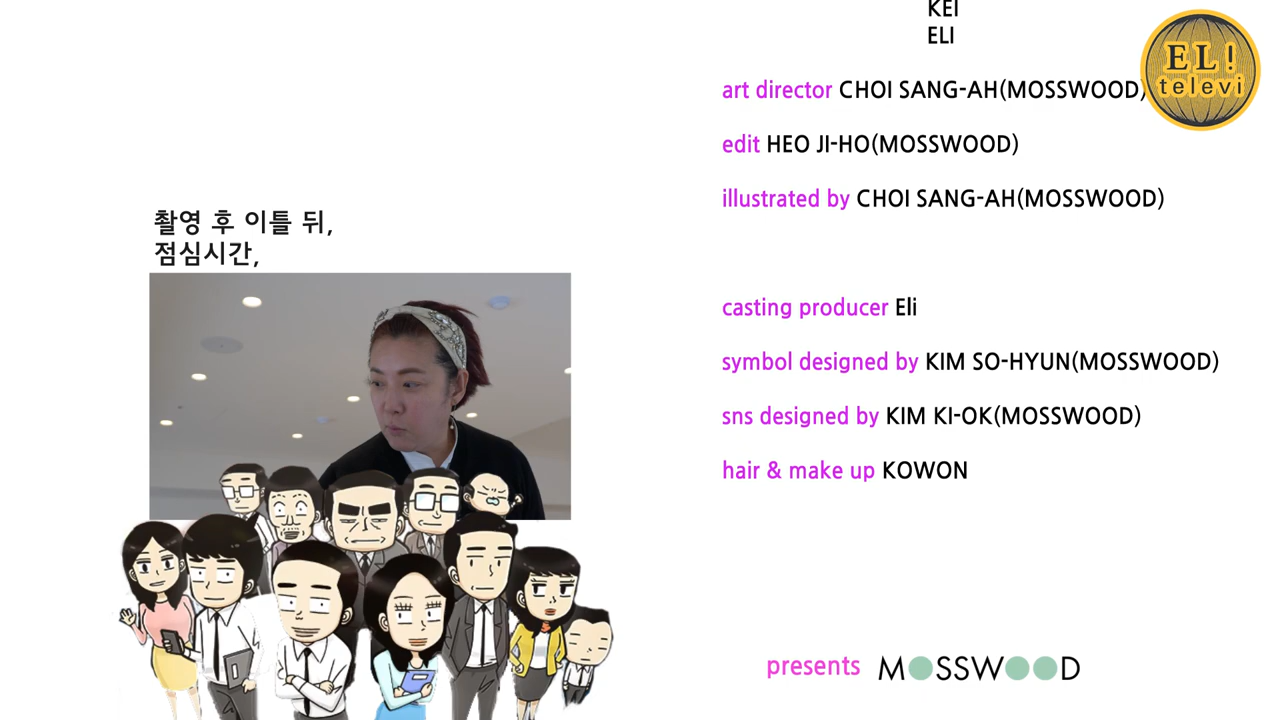 KEI
ELI
EL!
televi
art director CHOI SANG-AH(MOSSWOOD)
edit HEO JI-HO(MOSSWOOD)
illustrated by CHOI SANG-AH(MOSSWOOD)
촬영 후 이틀 뒤,
점심시간,
casting producer Eli
symbol designed by KIM SO-HYUN(MOSSWOOD)
sns designed by KIM KI-OK(MOSSWOOD)
hair & make up KOWON
presents MOSSWOOD